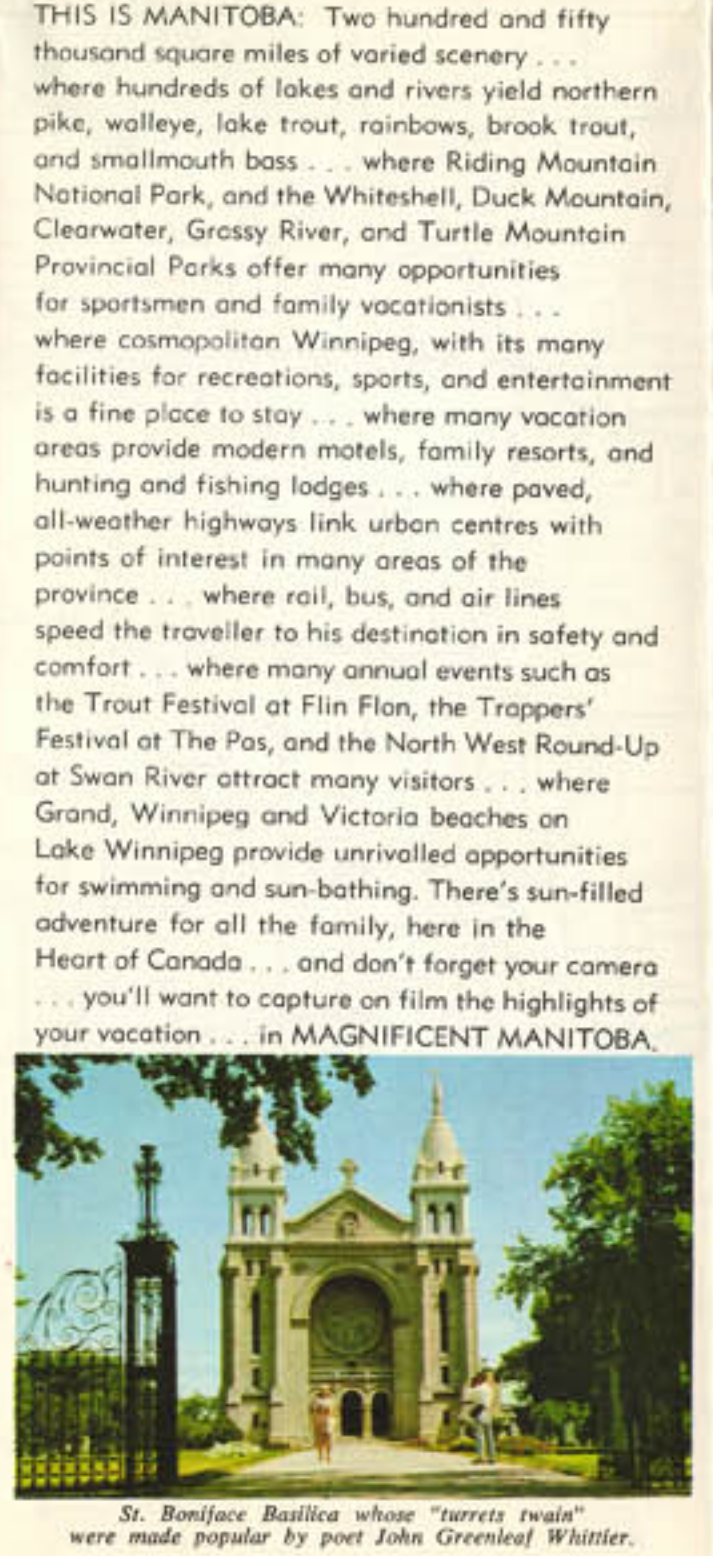 THIS IS MANITOBA: Two hundred and fifty
thousand square miles of varied scenery . . .
where hundreds of lakes and rivers yield northern
pike, walleye, lake trout, rainbows, brook trout,
and smallmouth bass . . . where Riding Mountain
National Park, and the Whiteshell, Duck Mountain,
Clearwater, Grassy River, and Turtle Mountain
Provincial Parks offer many opportunities
for sportsmen and family vacationists . . .
where cosmopolitan Winnipeg, with its many
facilities for recreations, sports, and entertainment
is a fine place to stay . . . where many vacation
areas provide modern motels, family resorts, and
hunting and fishing lodges . . . where paved,
all-weather highways link urban centres with
points of interest in many areas of the
province . . . where rail, bus, and air lines
speed the traveller to his destination in safety and
comfort . . . where many annual events such as
the Trout Festival at Flin Flon, the Trappers'
Festival at The Pas, and the North West Round-Up
at Swan River attract many visitors . . . where
Grand, Winnipeg and Victoria beaches on
Lake Winnipeg provide unrivalled opportunities
for swimming and sun-bathing. There's sun-filled
adventure for all the family, here in the
Heart of Canada . . . and don't forget your camera
. . . you'll want to capture on film the highlights of
your vacation . . . in MAGNIFICENT MANITOBA.
St. Boniface Basilica whose "turrets twain"
were made popular by poet John Greenleaf Whittier.